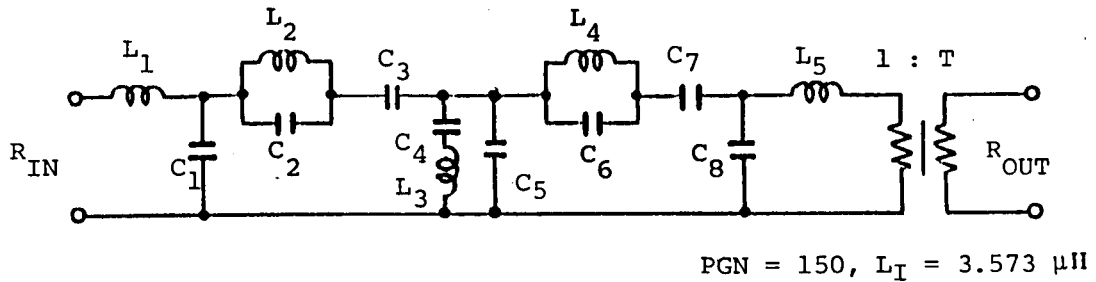 L2
L4
L1
C3
C7
L5
1 : T
C2
C4
C6
RIN
C1
L3
C5
C8
ROUT
PGN = 150, LI = 3.573 μH